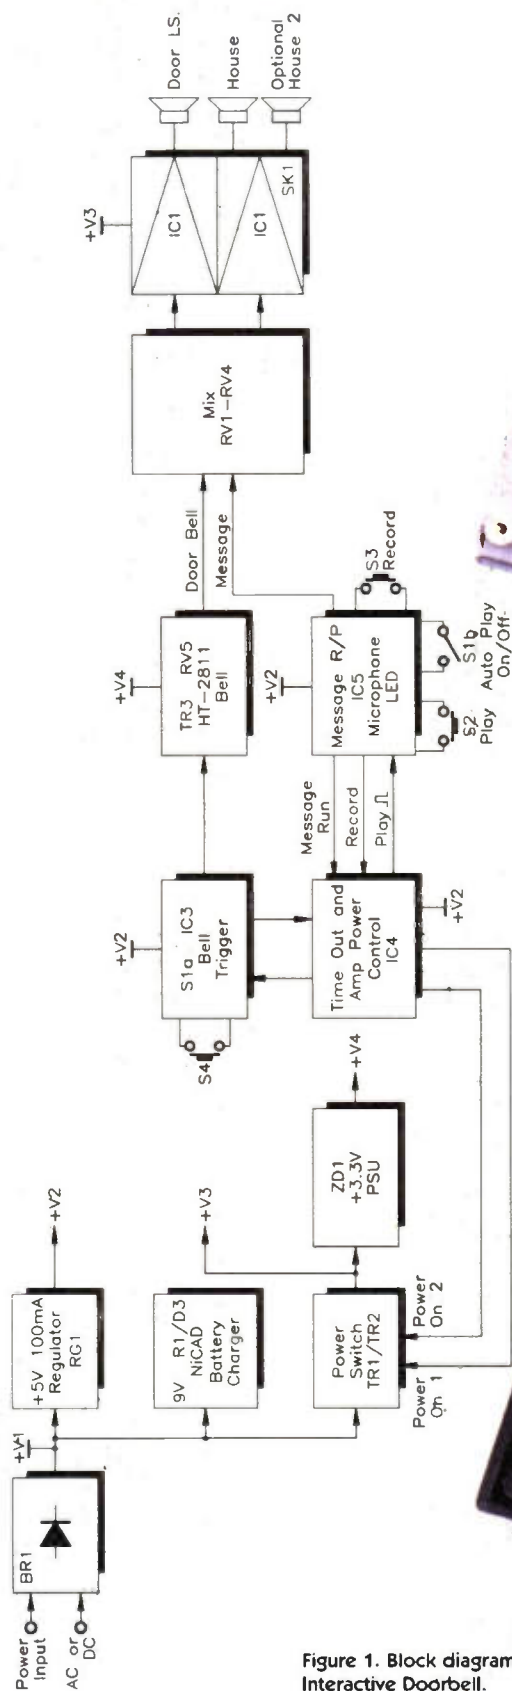 Power
Input
AC or
DC
BR1
+V1
+5V 100mA
Regulator
RG1
+V2
9V R1/D3
NiCAD
Battery
Charger
+V3
Power
Switch
TR1/TR2
Power
On 1
Power
On 2
ZD1
+3.3V
PSU
+V4
S4
+V2
S1a IC3
Bell
Trigger
Time Out and
Amp Power
Control
IC4
+V2
Message
Run
Record
Play
+V4
TR3 RV5
HT-2811
Bell
+V2
Message R/P
IC5
Microphone
LED
S2
Play
S1b
Auto Play
On/Off
S3
Record
Door Bell
Message
Mix
RV1-RV4
+V3
IC1
IC1
SK1
Door LS.
House
Optional
House 2
Figure 1. Block diagram
Interactive Doorbell.